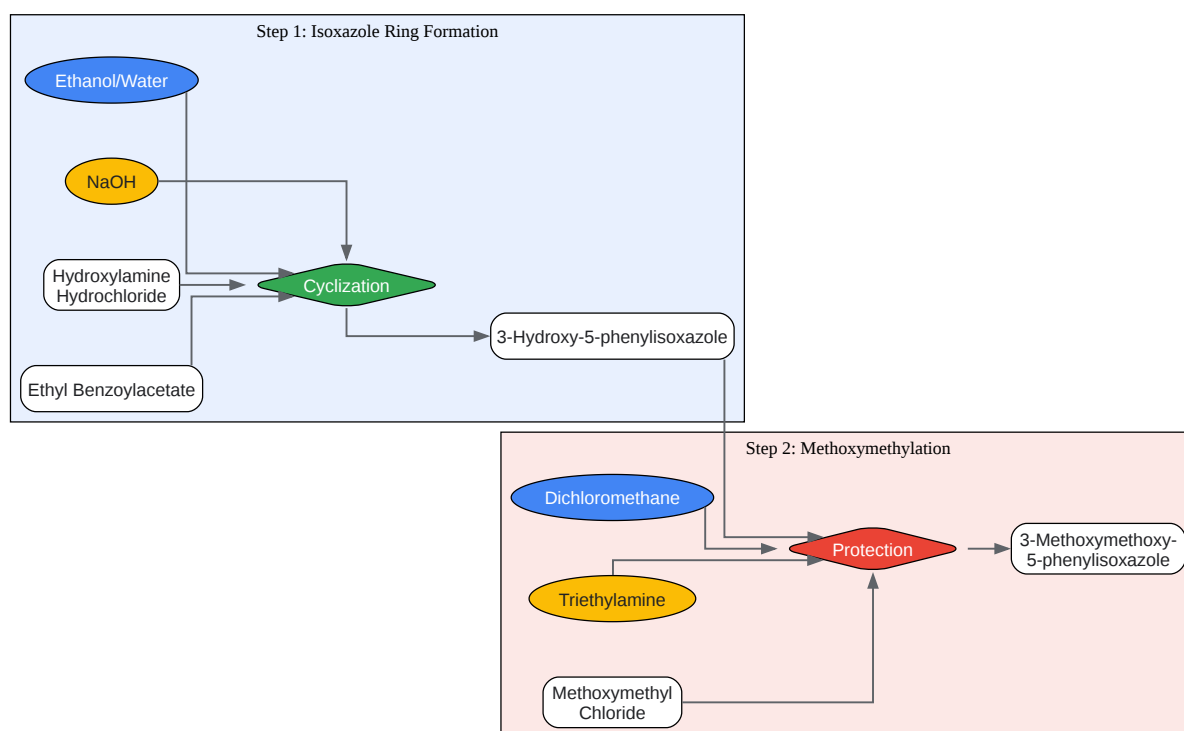 Step 1: Isoxazole Ring Formation
Ethanol/Water
NaOH
Hydroxylamine
Hydrochloride
Cyclization
3-Hydroxy-5-phenylisoxazole
Ethyl Benzoylacetate
Step 2: Methoxymethylation
Dichloromethane
Protection
3-Methoxymethoxy-
5-phenylisoxazole
Triethylamine
Methoxymethyl
Chloride